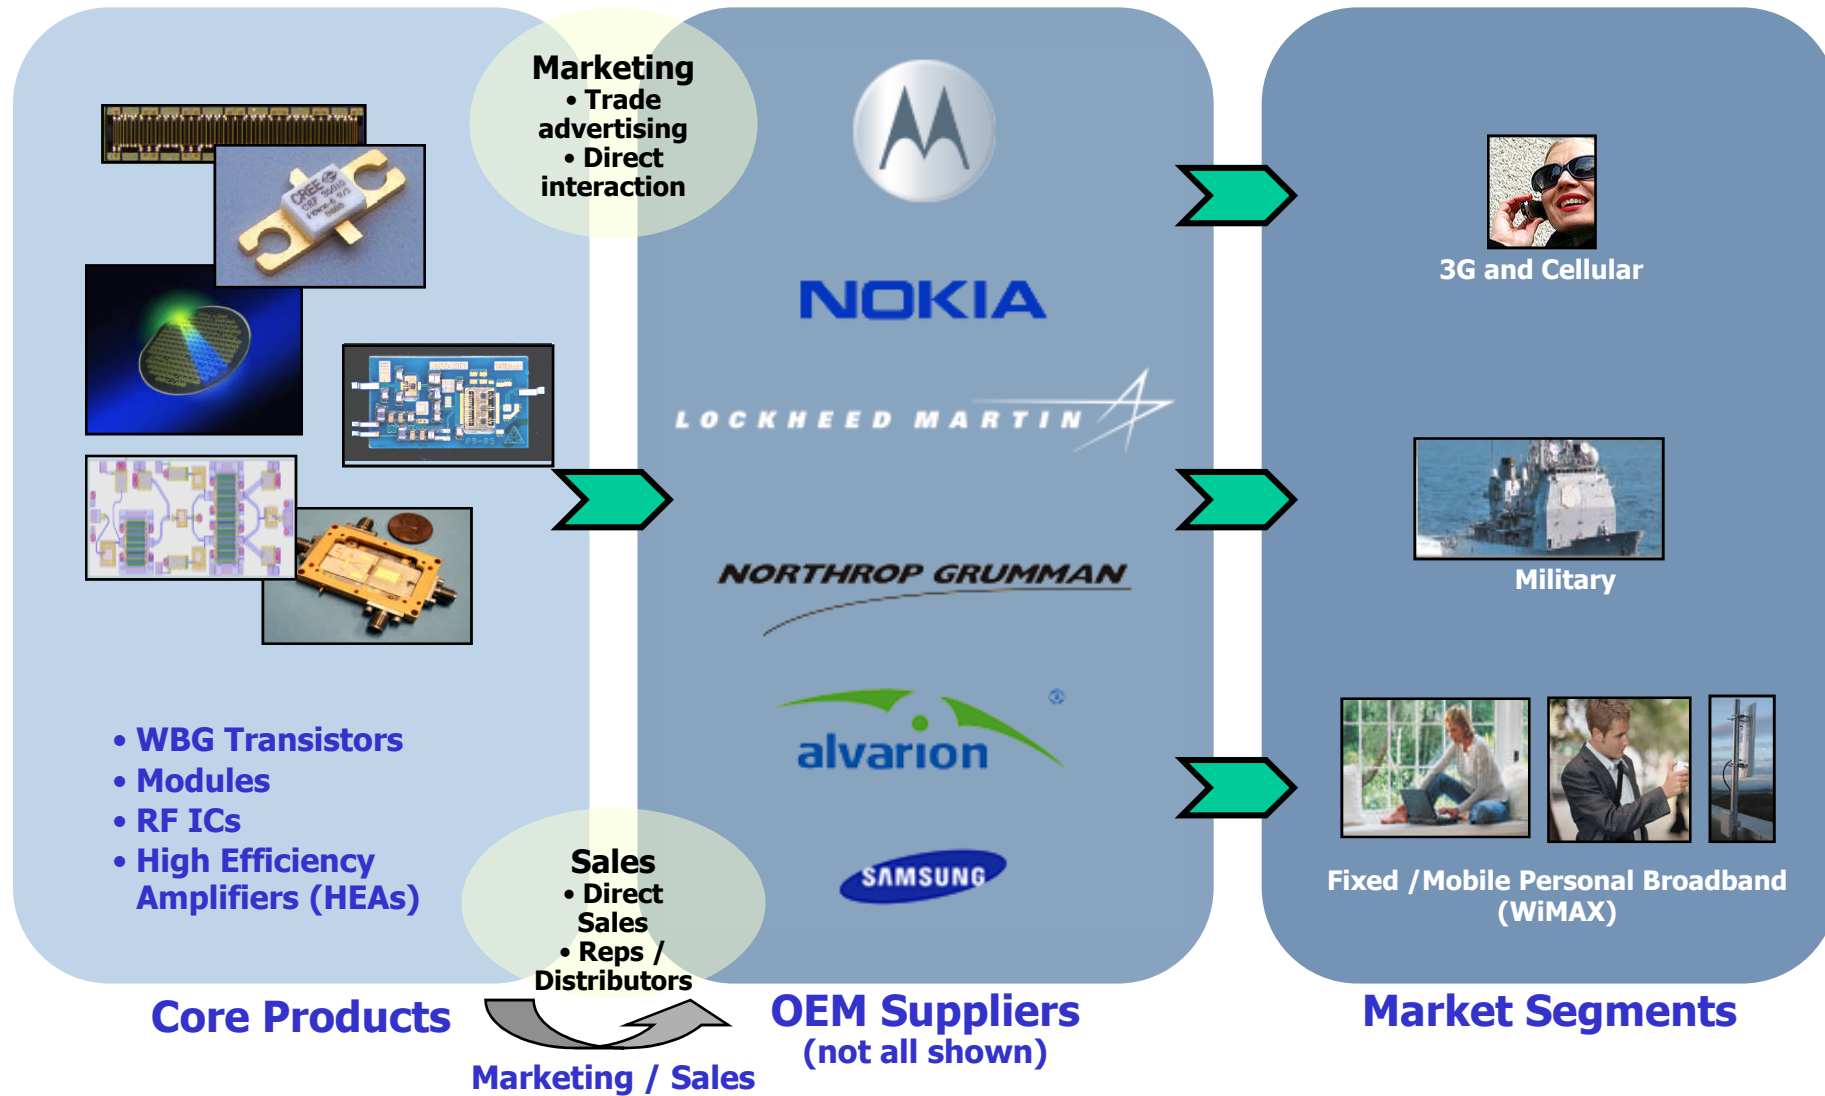 Marketing
• Trade
advertising
• Direct
interaction
CREE
NOKIA
LOCKHEED MARTIN
NORTHROP GRUMMAN
alvarion
®
SAMSUNG
3G and Cellular
Military
Fixed /Mobile Personal Broadband
(WiMAX)
• WBG Transistors
• Modules
• RF ICs
• High Efficiency
Amplifiers (HEAs)
Sales
• Direct
Sales
• Reps /
Distributors
Core Products
Marketing / Sales
OEM Suppliers
(not all shown)
Market Segments